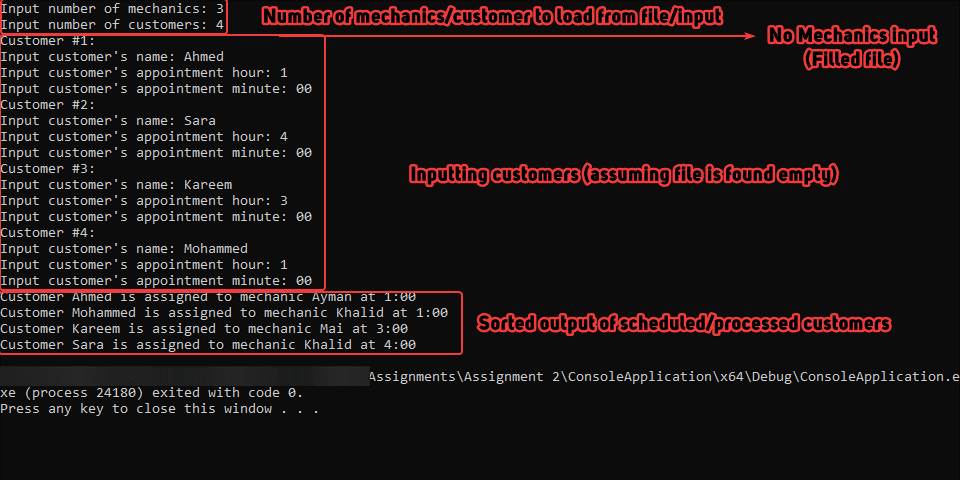 Input number of mechanics: 3
Input number of customers: 4
Number of mechanics/customer to load from file/input
No Mechanics input
(Filled file)
Customer #1:
Input customer's name: Ahmed
Input customer's appointment hour: 1
Input customer's appointment minute: 00
Customer #2:
Input customer's name: Sara
Input customer's appointment hour: 4
Input customer's appointment minute: 00
Customer #3:
Input customer's name: Kareem
Input customer's appointment hour: 3
Input customer's appointment minute: 00
Customer #4:
Input customer's name: Mohammed
Input customer's appointment hour: 1
Input customer's appointment minute: 00
Inputting customers (assuming file is found empty)
Customer Ahmed is assigned to mechanic Ayman at 1:00
Customer Mohammed is assigned to mechanic Khalid at 1:00
Customer Kareem is assigned to mechanic Mai at 3:00
Customer Sara is assigned to mechanic Khalid at 4:00
Sorted output of scheduled/processed customers
Assignments\Assignment 2\ConsoleApplication\x64\Debug\ConsoleApplication.e
xe (process 24180) exited with code 0.
Press any key to close this window . . .